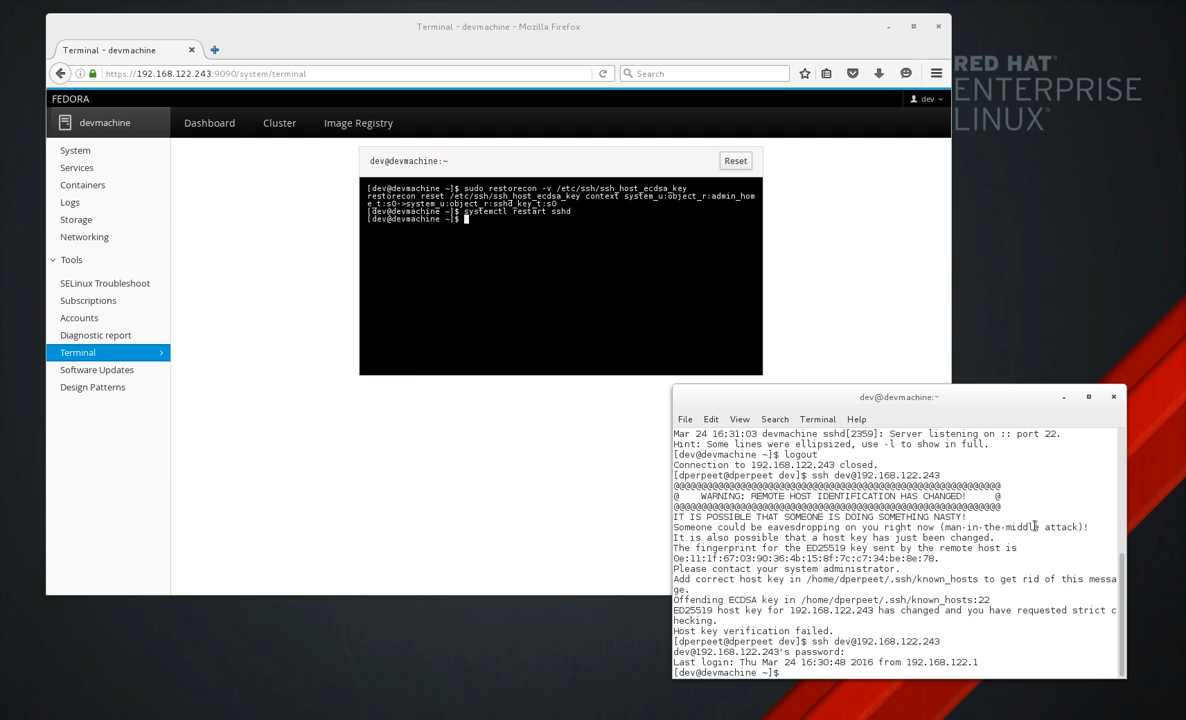 Terminal - devmachine - Mozilla Firefox
Terminal - devmachine
https://192.168.122.243:9090/system/terminal
Search
FEDORA
dev
devmachine
Dashboard
Cluster
Image Registry
System
Services
Containers
Logs
Storage
Networking
Tools
SELinux Troubleshoot
Subscriptions
Accounts
Diagnostic report
Terminal
Software Updates
Design Patterns
dev@devmachine:~
Reset
[dev@devmachine ~]$ sudo restorecon -v /etc/ssh/ssh_host_ecdsa_key
restorecon reset /etc/ssh/ssh_host_ecdsa_key context system_u:object_r:admin_hom
e_t:s0->system_u:object_r:sshd_key_t:s0
[dev@devmachine ~]$ systemctl restart sshd
[dev@devmachine ~]$
RED HAT
ENTERPRISE
LINUX
dev@devmachine:~
File Edit View Search Terminal Help
Mar 24 16:31:03 devmachine sshd[2359]: Server listening on :: port 22.
Hint: Some lines were ellipsized, use -l to show in full.
[dev@devmachine ~]$ logout
Connection to 192.168.122.243 closed.
[dperpeet@dperpeet dev]$ ssh dev@192.168.122.243
@@@@@@@@@@@@@@@@@@@@@@@@@@@@@@@@@@@@@@@@@@@@@@@@@@@@@@@@@@@
@    WARNING: REMOTE HOST IDENTIFICATION HAS CHANGED!     @
@@@@@@@@@@@@@@@@@@@@@@@@@@@@@@@@@@@@@@@@@@@@@@@@@@@@@@@@@@@
IT IS POSSIBLE THAT SOMEONE IS DOING SOMETHING NASTY!
Someone could be eavesdropping on you right now (man-in-the-middle attack)!
It is also possible that a host key has just been changed.
The fingerprint for the ED25519 key sent by the remote host is
0e:11:1f:67:03:90:36:4b:15:8f:7c:c7:34:be:8e:78.
Please contact your system administrator.
Add correct host key in /home/dperpeet/.ssh/known_hosts to get rid of this messa
ge.
Offending ECDSA key in /home/dperpeet/.ssh/known_hosts:22
ED25519 host key for 192.168.122.243 has changed and you have requested strict c
hecking.
Host key verification failed.
[dperpeet@dperpeet dev]$ ssh dev@192.168.122.243
dev@192.168.122.243's password:
Last login: Thu Mar 24 16:30:48 2016 from 192.168.122.1
[dev@devmachine ~]$